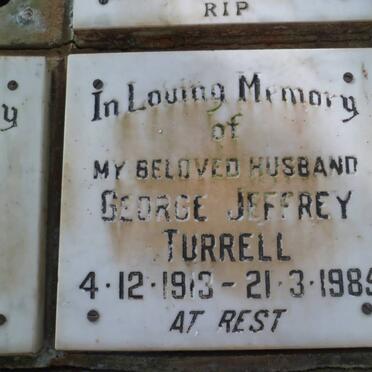 RIP
y
In Loving Memory
of
MY BELOVED HUSBAND
GEORGE JEFFREY
TURRELL
4·12·1913 - 21·3·1985
AT REST